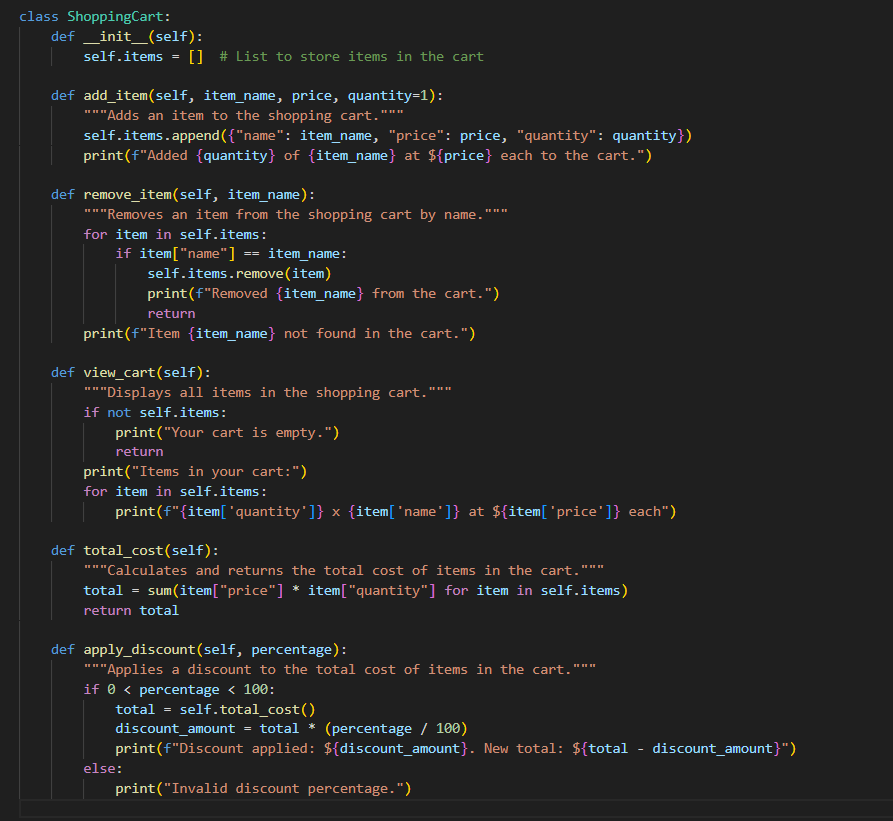 class ShoppingCart:
    def __init__(self):
        self.items = []  # List to store items in the cart

    def add_item(self, item_name, price, quantity=1):
        """Adds an item to the shopping cart."""
        self.items.append({"name": item_name, "price": price, "quantity": quantity})
        print(f"Added {quantity} of {item_name} at ${price} each to the cart.")

    def remove_item(self, item_name):
        """Removes an item from the shopping cart by name."""
        for item in self.items:
            if item["name"] == item_name:
                self.items.remove(item)
                print(f"Removed {item_name} from the cart.")
                return
        print(f"Item {item_name} not found in the cart.")

    def view_cart(self):
        """Displays all items in the shopping cart."""
        if not self.items:
            print("Your cart is empty.")
            return
        print("Items in your cart:")
        for item in self.items:
            print(f"{item['quantity']} x {item['name']} at ${item['price']} each")

    def total_cost(self):
        """Calculates and returns the total cost of items in the cart."""
        total = sum(item["price"] * item["quantity"] for item in self.items)
        return total

    def apply_discount(self, percentage):
        """Applies a discount to the total cost of items in the cart."""
        if 0 < percentage < 100:
            total = self.total_cost()
            discount_amount = total * (percentage / 100)
            print(f"Discount applied: ${discount_amount}. New total: ${total - discount_amount}")
        else:
            print("Invalid discount percentage.")